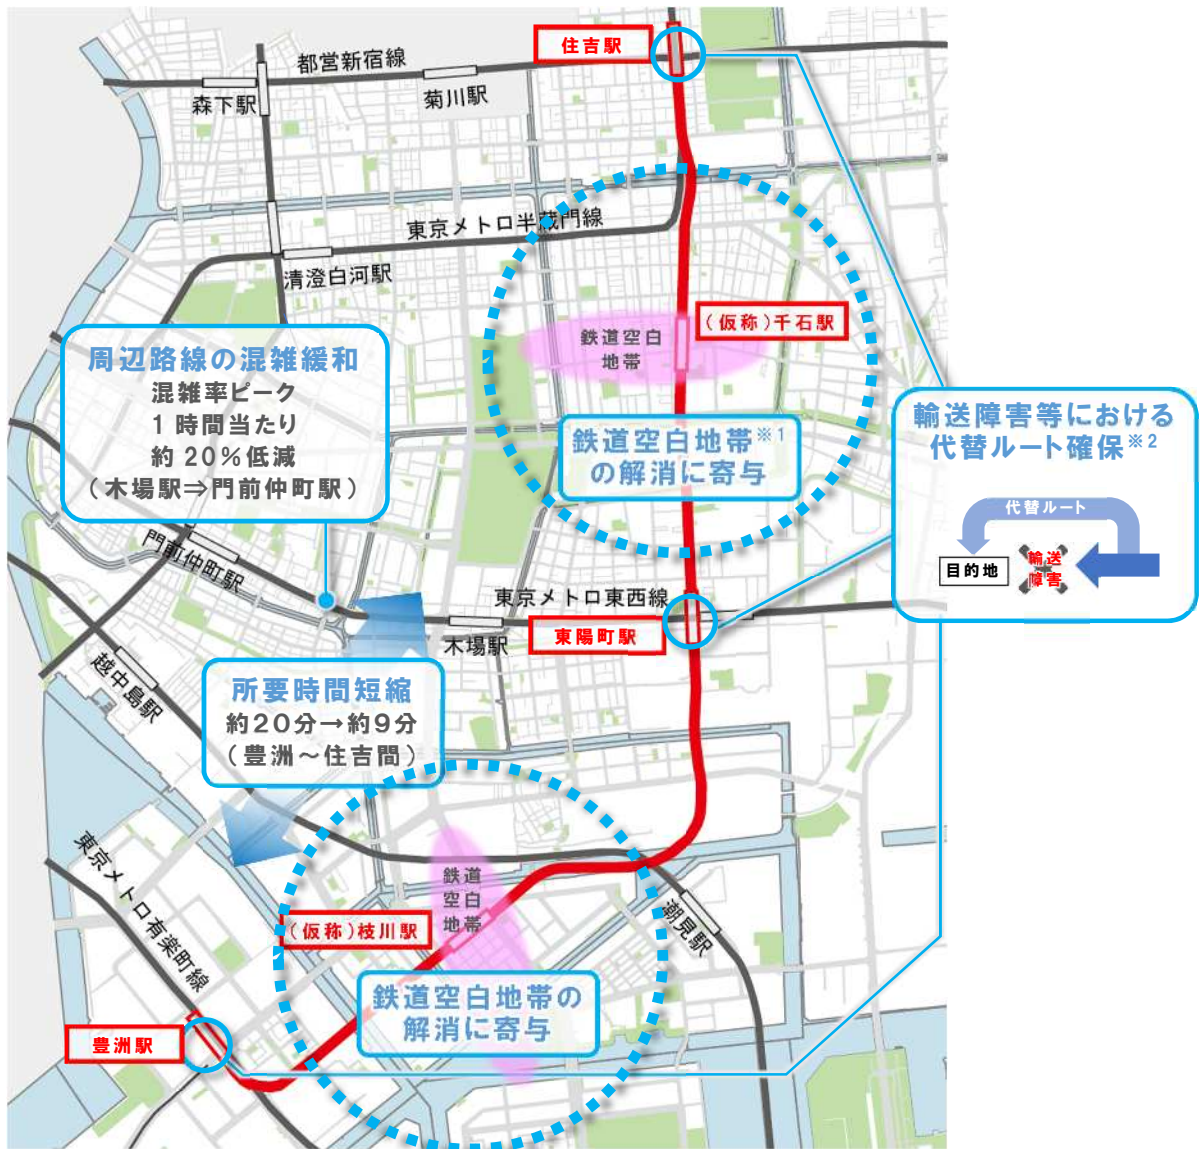 住吉駅
都営新宿線
菊川駅
森下駅
東京メトロ半蔵門線
清澄白河駅
(仮称)千石駅
鉄道空白
地帯
周辺路線の混雑緩和
混雑率ピーク
1時間当たり
約20%低減
(木場駅⇒門前仲町駅)
鉄道空白地帯※1
の解消に寄与
輸送障害等における
代替ルート確保※2
代替ルート
目的地
輸送
障害
門前仲町駅
東京メトロ東西線
木場駅
東陽町駅
越中島駅
所要時間短縮
約20分→約9分
(豊洲～住吉間)
東京メトロ有楽町線
鉄道
空白
地帯
(仮称)枝川駅
潮見駅
鉄道空白地帯の
解消に寄与
豊洲駅